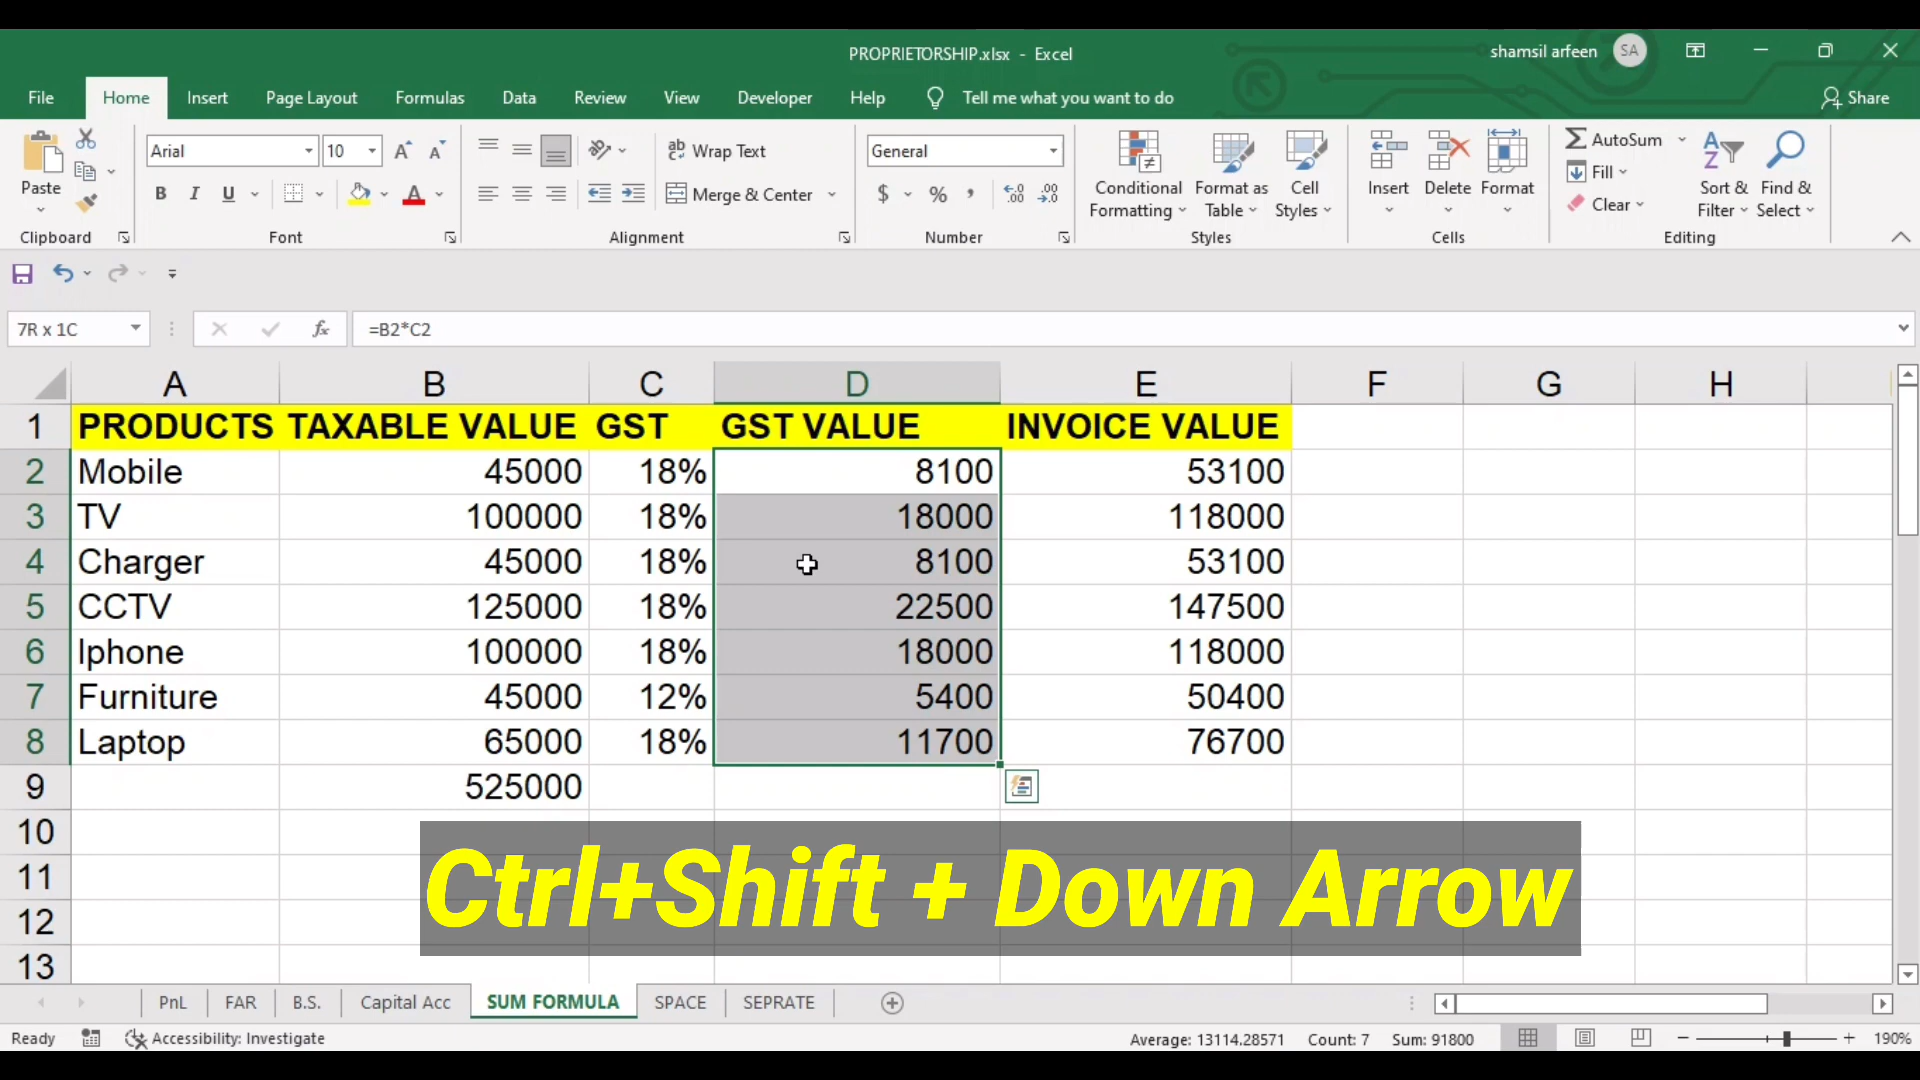 PROPRIETORSHIP.xlsx - Excel
shamsil arfeen SA
File Home Insert Page Layout Formulas Data Review View Developer Help Tell me what you want to do Share
Paste
Clipboard
Arial 10
B I U A
Font
ab Wrap Text
Merge & Center
Alignment
General
$ % ,
Number
Conditional Formatting
Format as Table
Cell Styles
Styles
Insert Delete Format
Cells
AutoSum
Fill
Clear
Sort & Filter
Find & Select
Editing
7R x 1C fx =B2*C2
A B C D E F G H
1 PRODUCTS TAXABLE VALUE GST GST VALUE INVOICE VALUE
2 Mobile 45000 18% 8100 53100
3 TV 100000 18% 18000 118000
4 Charger 45000 18% 8100 53100
5 CCTV 125000 18% 22500 147500
6 Iphone 100000 18% 18000 118000
7 Furniture 45000 12% 5400 50400
8 Laptop 65000 18% 11700 76700
9 525000
10
11
12
13
Ctrl+Shift + Down Arrow
PnL FAR B.S. Capital Acc SUM FORMULA SPACE SEPRATE
Ready Accessibility: Investigate Average: 13114.28571 Count: 7 Sum: 91800 190%